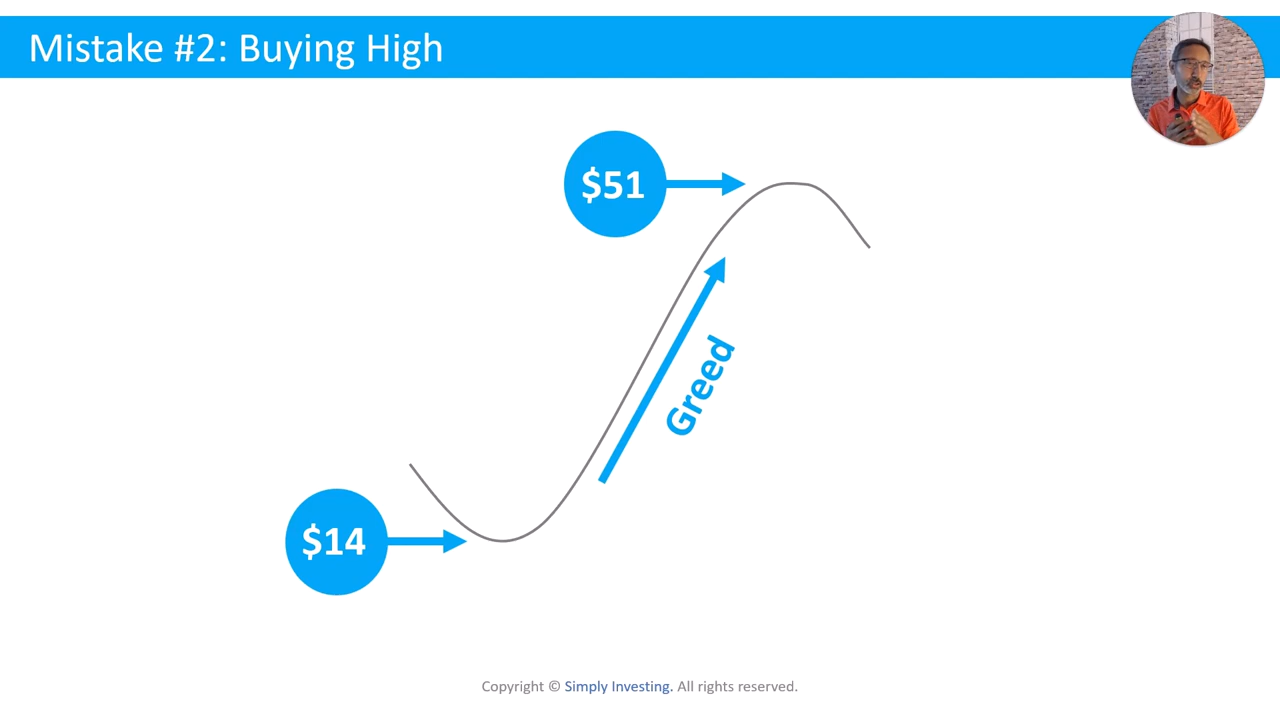 Mistake #2: Buying High
$51
Greed
$14
Copyright © Simply Investing. All rights reserved.